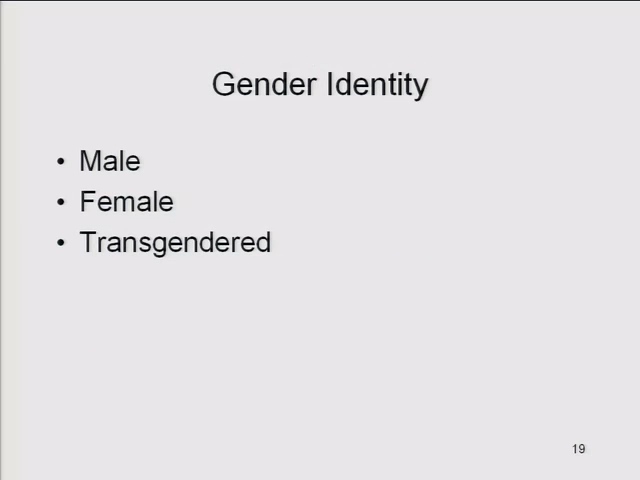 Gender Identity
• Male
• Female
• Transgendered
19